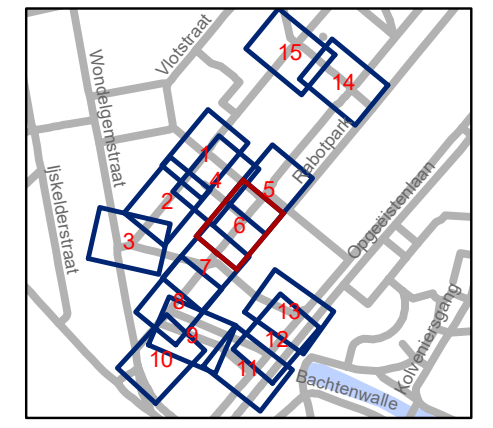 Vlotstraat
Wondelgemstraat
Ijskelderstraat
Rabotpark
Opgeëistenlaan
Kolveniersgang
Bachtenwalle
15
14
1
4
5
2
6
3
7
8
9
10
13
12
11